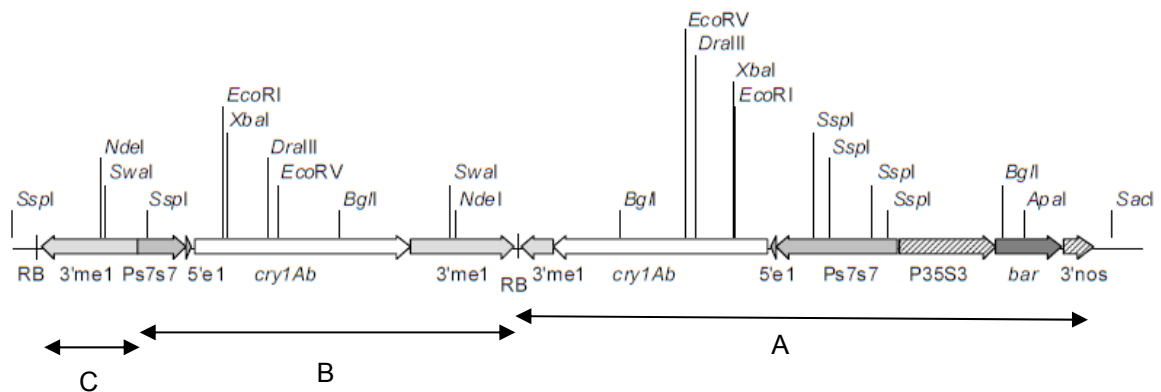 EcoRV
DraIII
XbaI
EcoRI
EcoRI
XbaI
SspI
NdeI
DraIII
SspI
SwaI
EcoRV
SwaI
SspI
BglI
SspI
SspI
BglI
NdeI
BglI
SspI
ApaI
SacI
RB
3'me1
Ps7s7
5'e1
cry1Ab
3'me1
RB
3'me1
cry1Ab
5'e1
Ps7s7
P35S3
bar
3'nos
C
B
A